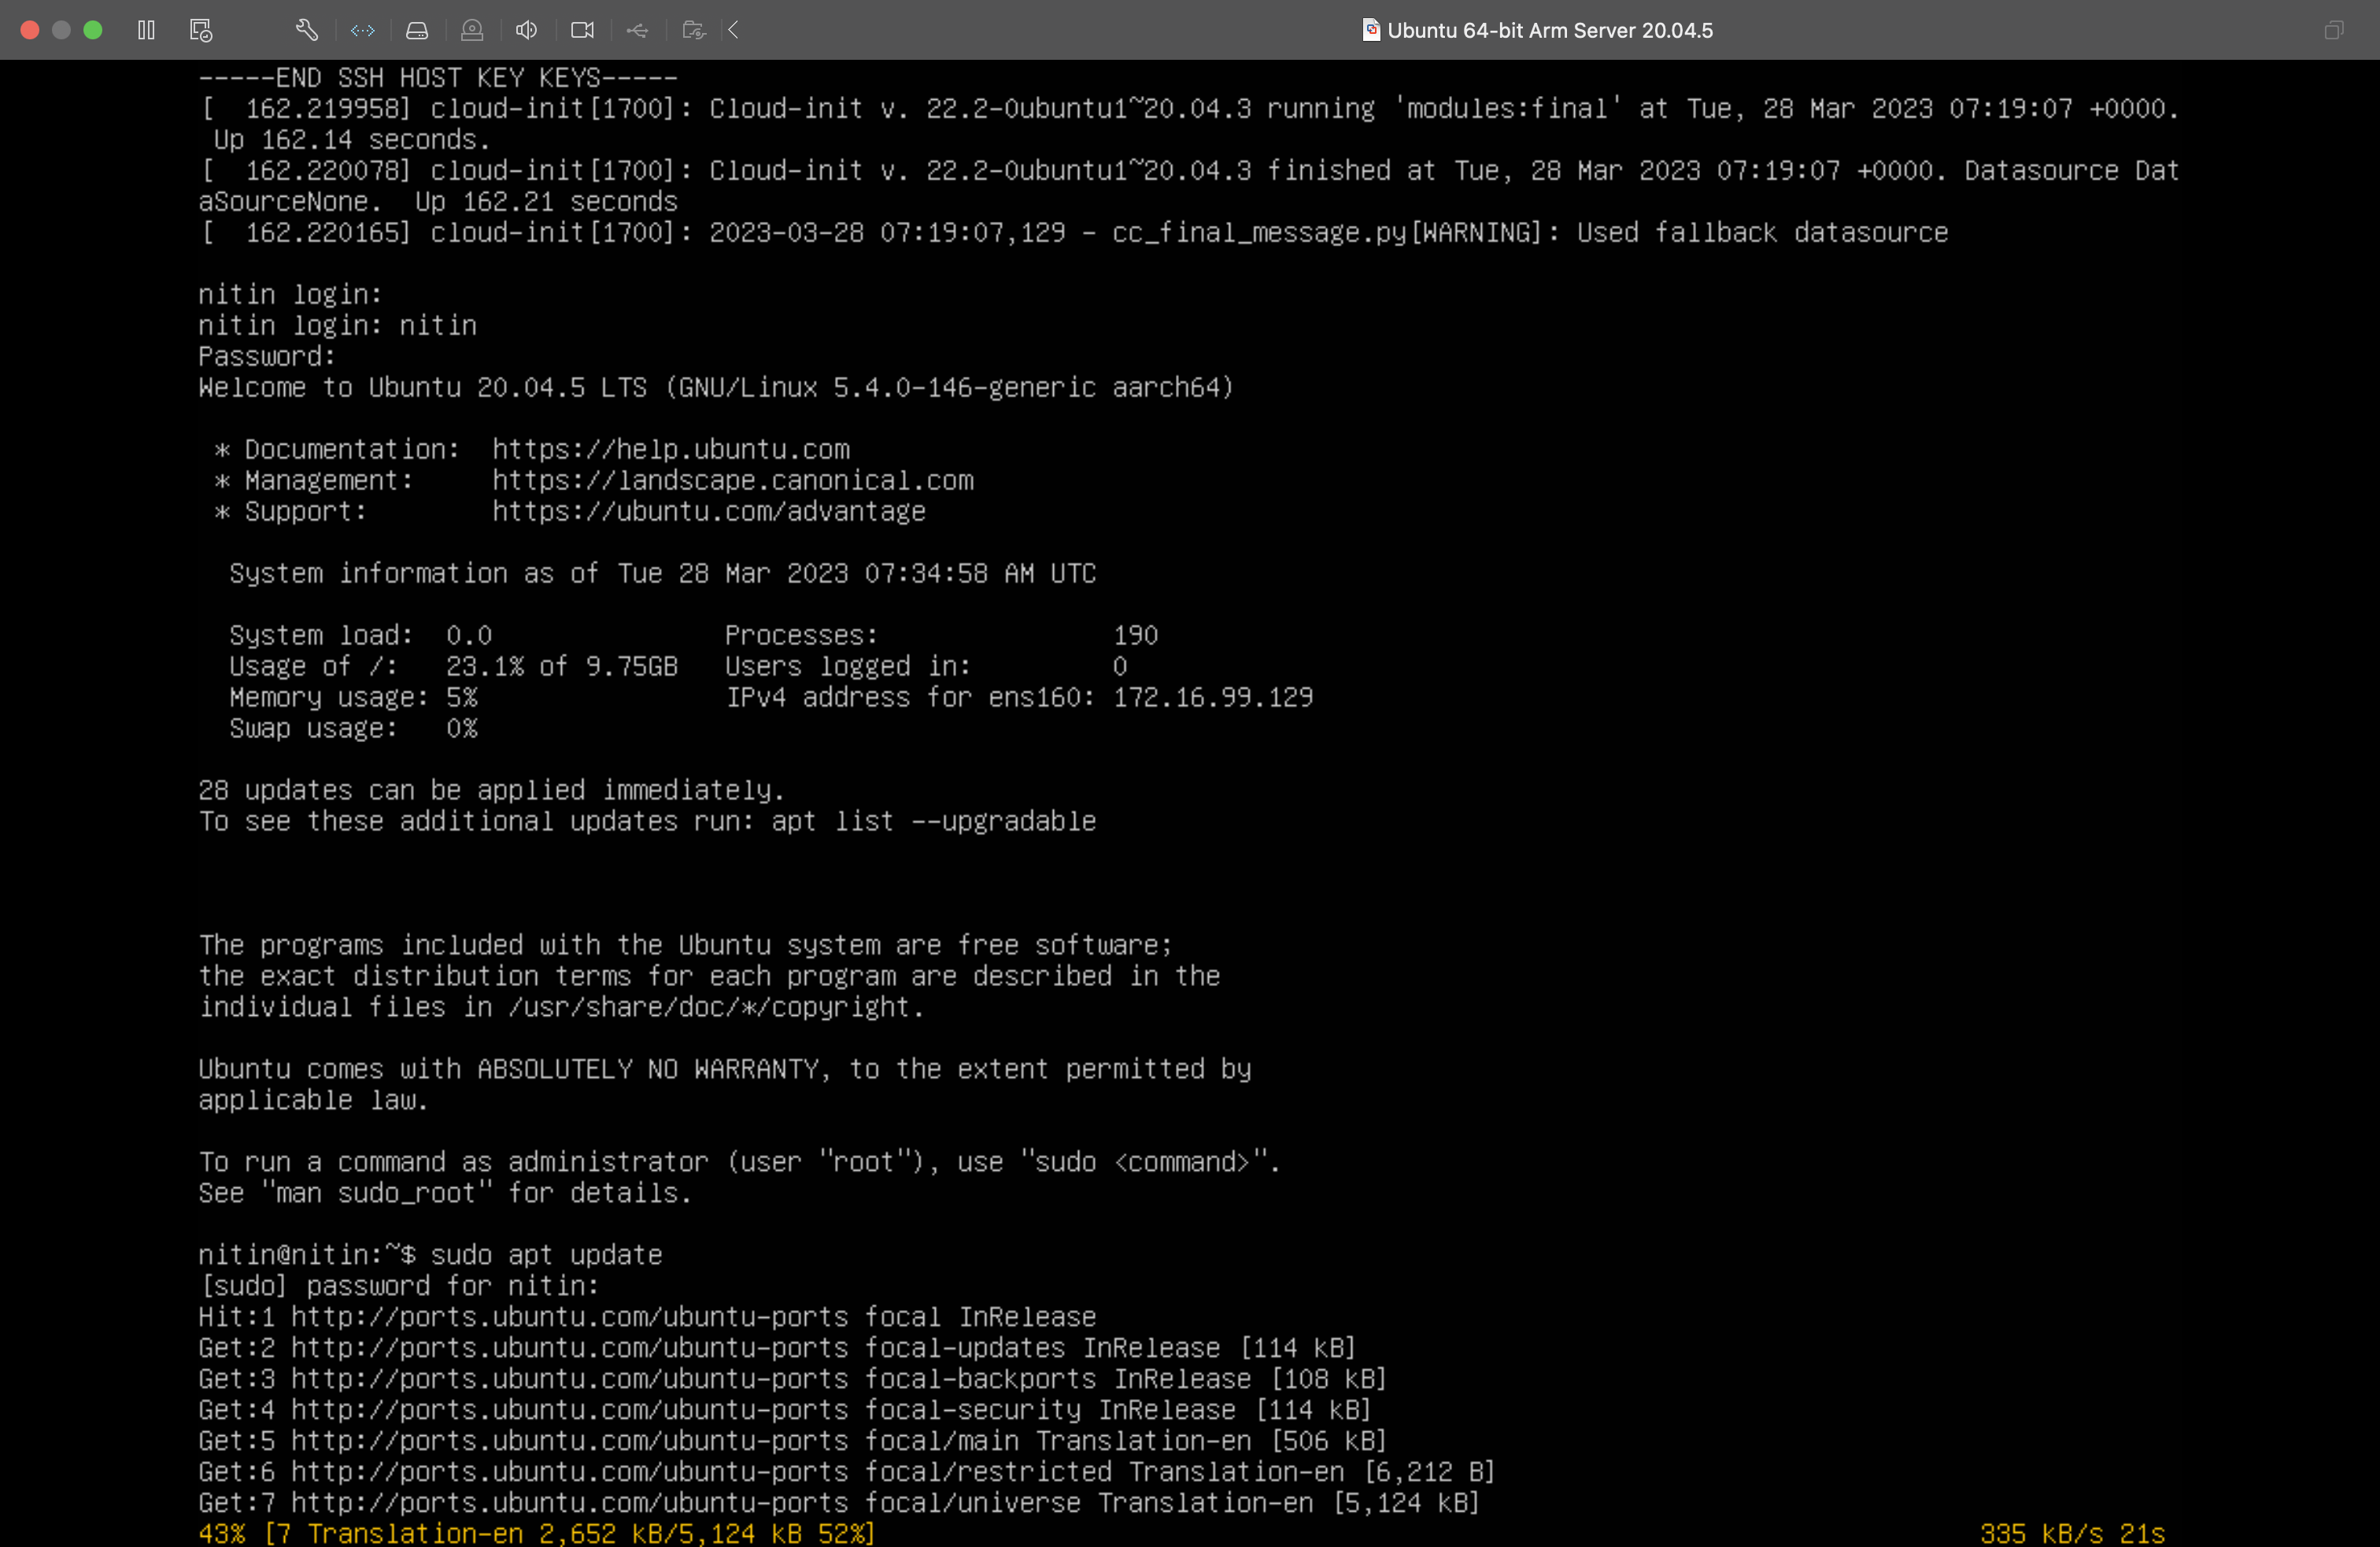 Ubuntu 64-bit Arm Server 20.04.5
-----END SSH HOST KEY KEYS-----
[  162.219958] cloud-init[1700]: Cloud-init v. 22.2-0ubuntu1~20.04.3 running 'modules:final' at Tue, 28 Mar 2023 07:19:07 +0000.
 Up 162.14 seconds.
[  162.220078] cloud-init[1700]: Cloud-init v. 22.2-0ubuntu1~20.04.3 finished at Tue, 28 Mar 2023 07:19:07 +0000. Datasource Dat
aSourceNone.  Up 162.21 seconds
[  162.220165] cloud-init[1700]: 2023-03-28 07:19:07,129 - cc_final_message.py[WARNING]: Used fallback datasource
nitin login:
nitin login: nitin
Password:
Welcome to Ubuntu 20.04.5 LTS (GNU/Linux 5.4.0-146-generic aarch64)
 * Documentation:  https://help.ubuntu.com
 * Management:     https://landscape.canonical.com
 * Support:        https://ubuntu.com/advantage
  System information as of Tue 28 Mar 2023 07:34:58 AM UTC
  System load:  0.0               Processes:               190
  Usage of /:   23.1% of 9.75GB   Users logged in:         0
  Memory usage: 5%                IPv4 address for ens160: 172.16.99.129
  Swap usage:   0%
28 updates can be applied immediately.
To see these additional updates run: apt list --upgradable
The programs included with the Ubuntu system are free software;
the exact distribution terms for each program are described in the
individual files in /usr/share/doc/*/copyright.
Ubuntu comes with ABSOLUTELY NO WARRANTY, to the extent permitted by
applicable law.
To run a command as administrator (user "root"), use "sudo <command>".
See "man sudo_root" for details.
nitin@nitin:~$ sudo apt update
[sudo] password for nitin:
Hit:1 http://ports.ubuntu.com/ubuntu-ports focal InRelease
Get:2 http://ports.ubuntu.com/ubuntu-ports focal-updates InRelease [114 kB]
Get:3 http://ports.ubuntu.com/ubuntu-ports focal-backports InRelease [108 kB]
Get:4 http://ports.ubuntu.com/ubuntu-ports focal-security InRelease [114 kB]
Get:5 http://ports.ubuntu.com/ubuntu-ports focal/main Translation-en [506 kB]
Get:6 http://ports.ubuntu.com/ubuntu-ports focal/restricted Translation-en [6,212 B]
Get:7 http://ports.ubuntu.com/ubuntu-ports focal/universe Translation-en [5,124 kB]
43% [7 Translation-en 2,652 kB/5,124 kB 52%]                                335 kB/s 21s